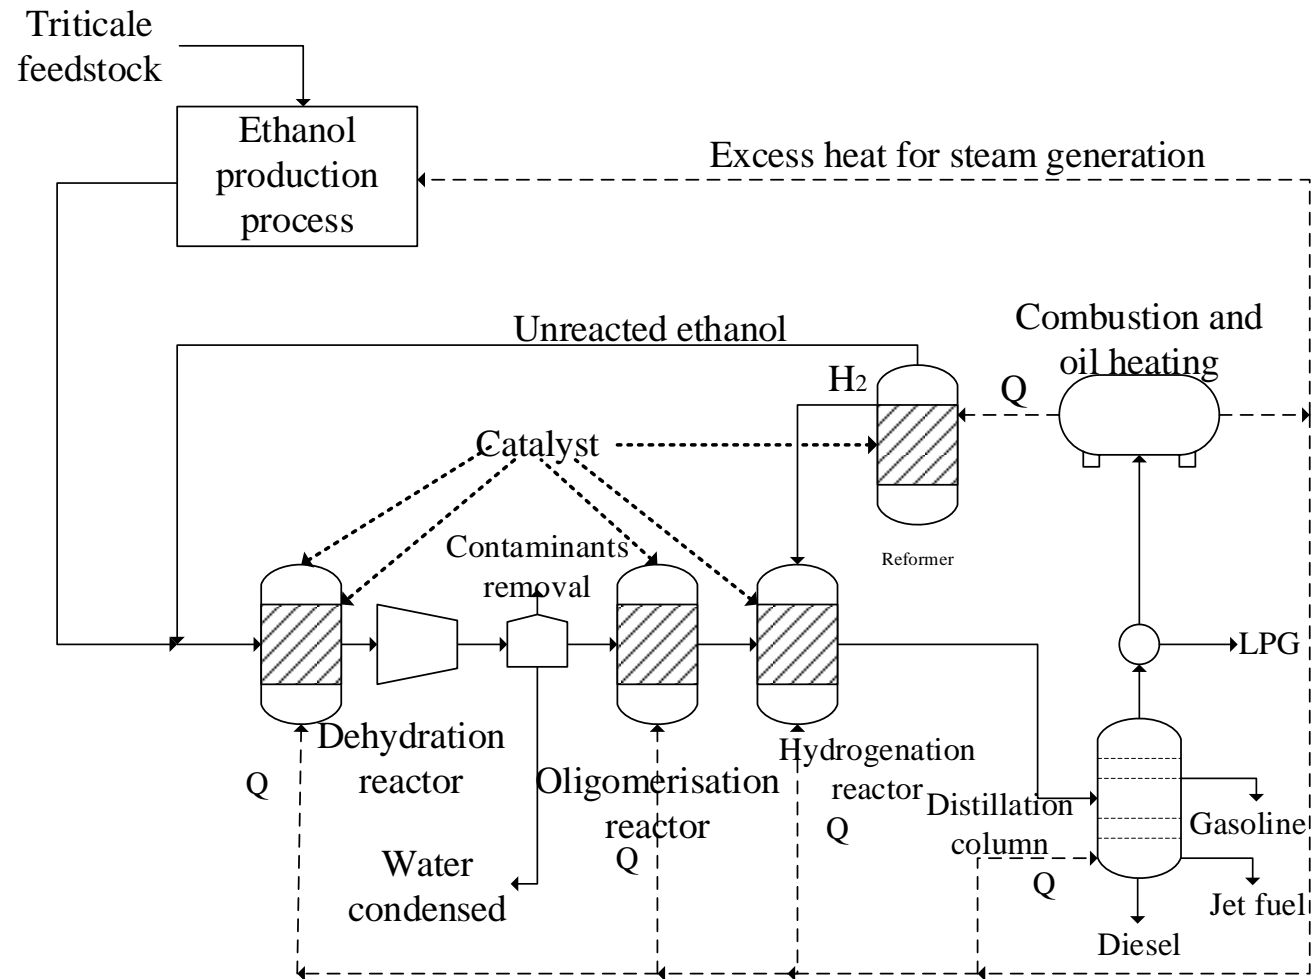 Triticale
feedstock
Ethanol
production
process
Excess heat for steam generation
Unreacted ethanol
Combustion and
oil heating
H2
Q
Catalyst
Contaminants
removal
Reformer
LPG
Dehydration
reactor
Q
Oligomerisation
reactor
Q
Hydrogenation
reactor
Q
Distillation
column
Q
Gasoline
Jet fuel
Diesel
Water
condensed